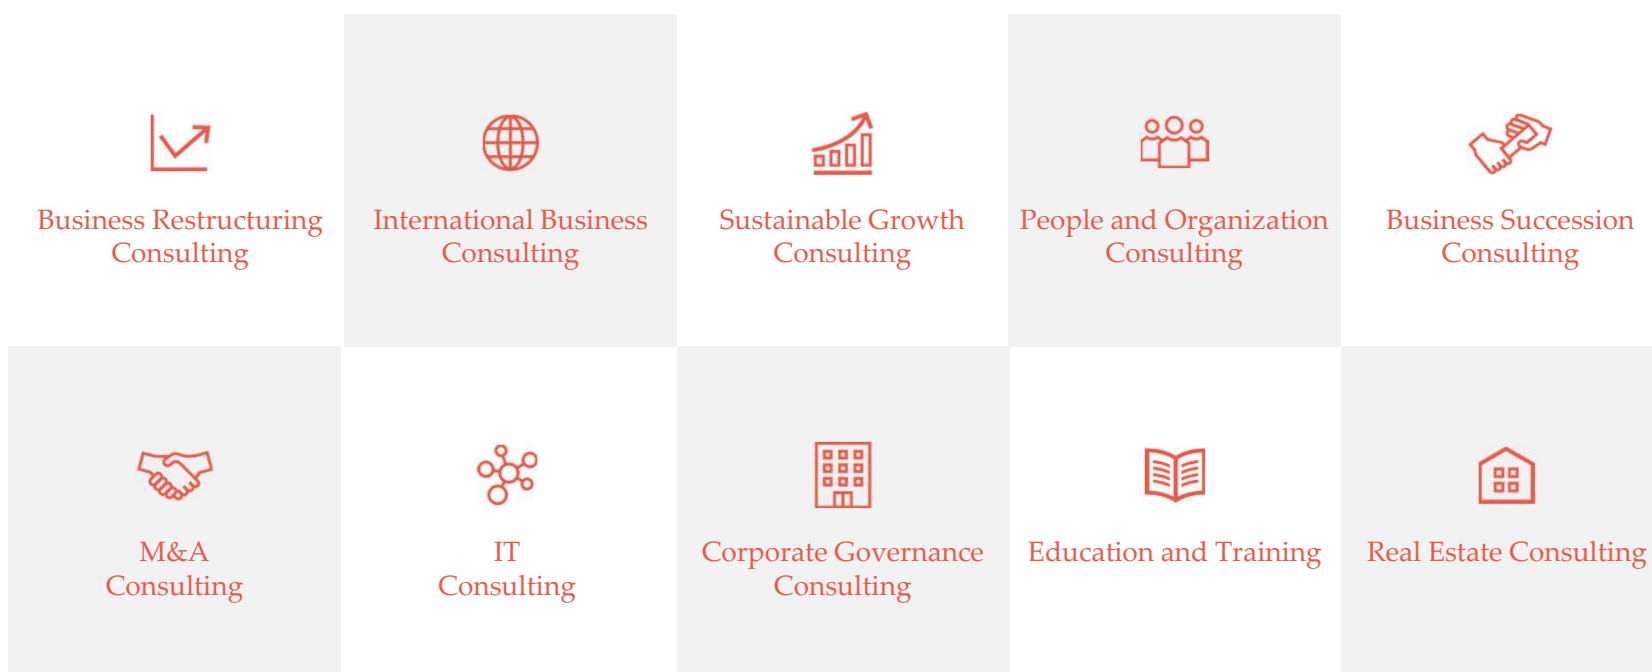 Business Restructuring
Consulting
International Business
Consulting
Sustainable Growth
Consulting
People and Organization
Consulting
Business Succession
Consulting
M&A
Consulting
IT
Consulting
Corporate Governance
Consulting
Education and Training
Real Estate Consulting